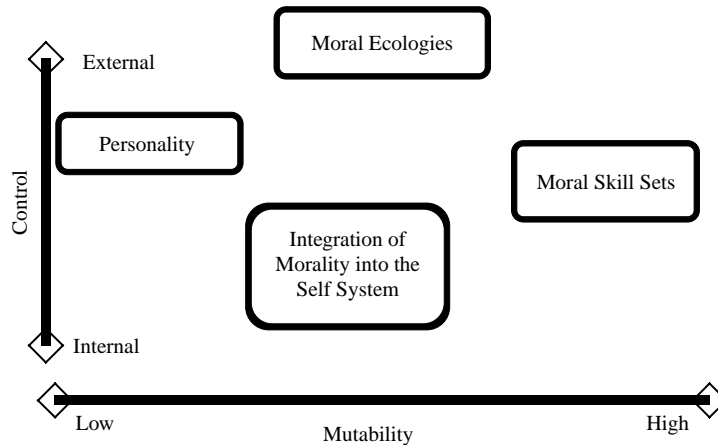 Moral Ecologies
External
Personality
Moral Skill Sets
Control
Integration of
Morality into the
Self System
Internal
Low
High
Mutability